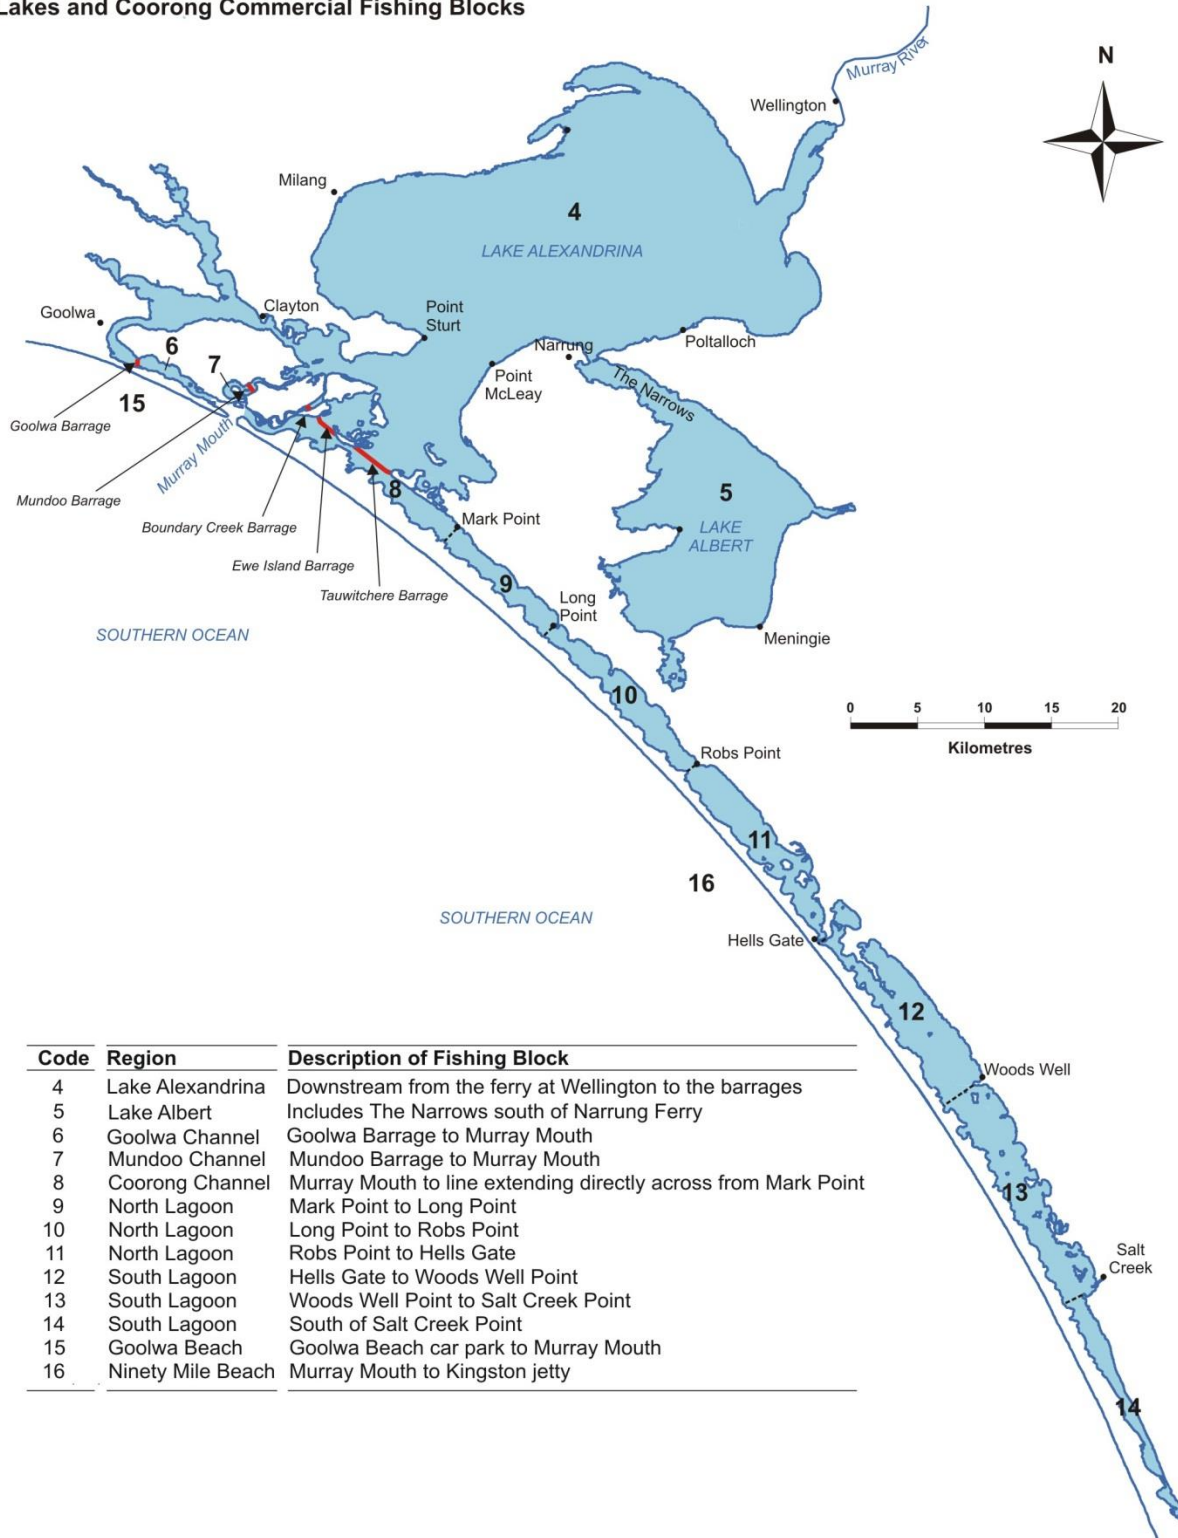 Lakes and Coorong Commercial Fishing Blocks
Murray River
N
Wellington
Milang
4
LAKE ALEXANDRINA
Goolwa
Clayton
Point
Sturt
Poltalloch
Narrung
6
7
Point
McLeay
The Narrows
15
Goolwa Barrage
Murray Mouth
Mundoo Barrage
8
5
LAKE
ALBERT
Mark Point
Boundary Creek Barrage
Ewe Island Barrage
Tauwitchere Barrage
9
Long
Point
SOUTHERN OCEAN
Meningie
10
0 5 10 15 20
Kilometres
Robs Point
11
16
SOUTHERN OCEAN
Hells Gate
12
Woods Well
13
Salt
Creek
14
Code Region Description of Fishing Block
4 Lake Alexandrina Downstream from the ferry at Wellington to the barrages
5 Lake Albert Includes The Narrows south of Narrung Ferry
6 Goolwa Channel Goolwa Barrage to Murray Mouth
7 Mundoo Channel Mundoo Barrage to Murray Mouth
8 Coorong Channel Murray Mouth to line extending directly across from Mark Point
9 North Lagoon Mark Point to Long Point
10 North Lagoon Long Point to Robs Point
11 North Lagoon Robs Point to Hells Gate
12 South Lagoon Hells Gate to Woods Well Point
13 South Lagoon Woods Well Point to Salt Creek Point
14 South Lagoon South of Salt Creek Point
15 Goolwa Beach Goolwa Beach car park to Murray Mouth
16 Ninety Mile Beach Murray Mouth to Kingston jetty